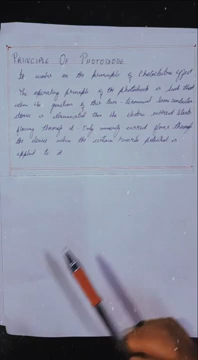 PRINCIPLE OF PHOTODIODE
It works on the principle of Photoelectric effect
The operating principle of the photodiode is such that
when the junction of this two-terminal semiconductor
device is illuminated then the electric current starts
flowing through it. Only minority current flows through
the device when the certain reverse potential is
applied to it